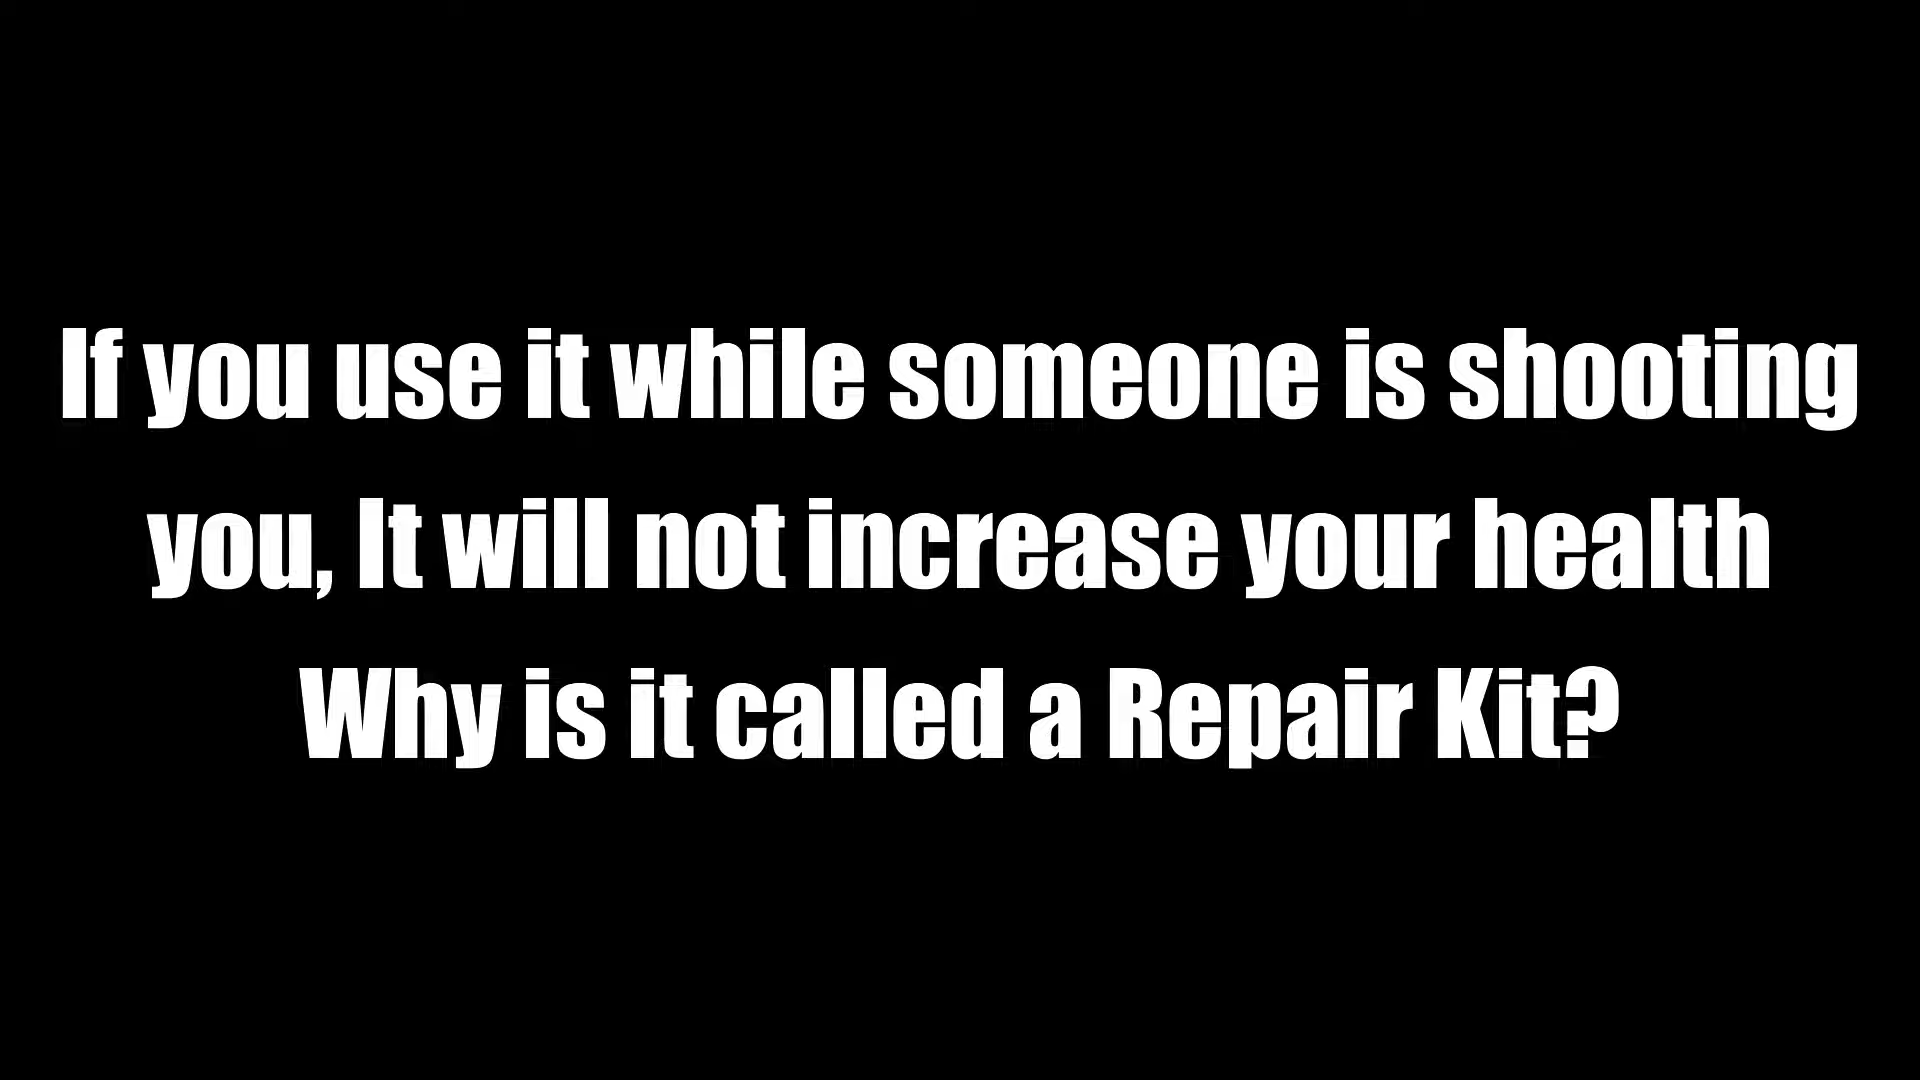 If you use it while someone is shooting
you, It will not increase your health
Why is it called a Repair Kit?